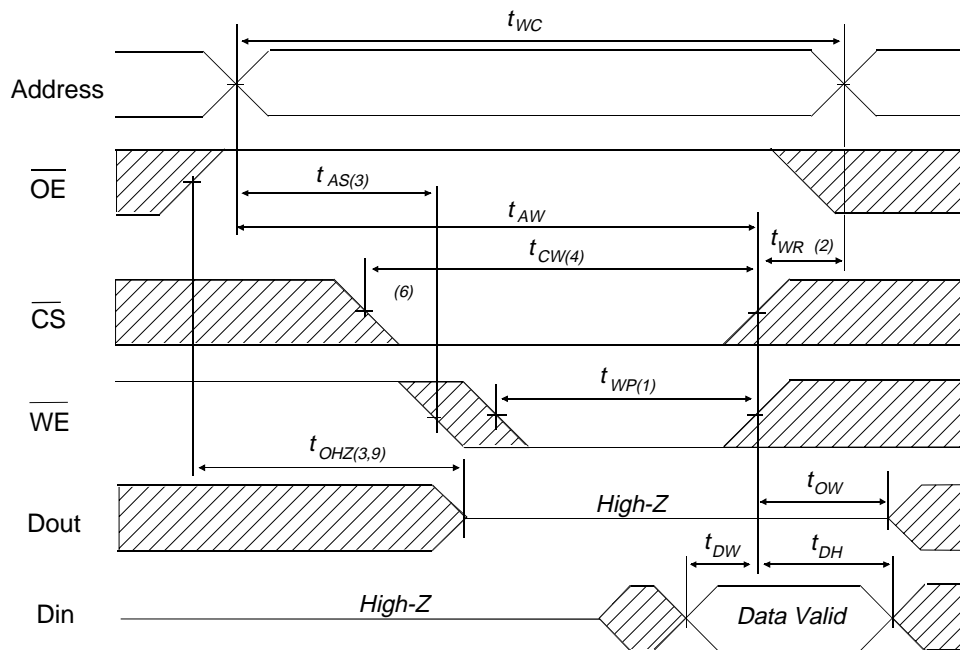 tWC
Address
OE
tAS(3)
tAW
tWR (2)
tCW(4)
(6)
CS
tWP(1)
WE
tOHZ(3,9)
tOW
High-Z
Dout
tDW
tDH
High-Z
Data Valid
Din